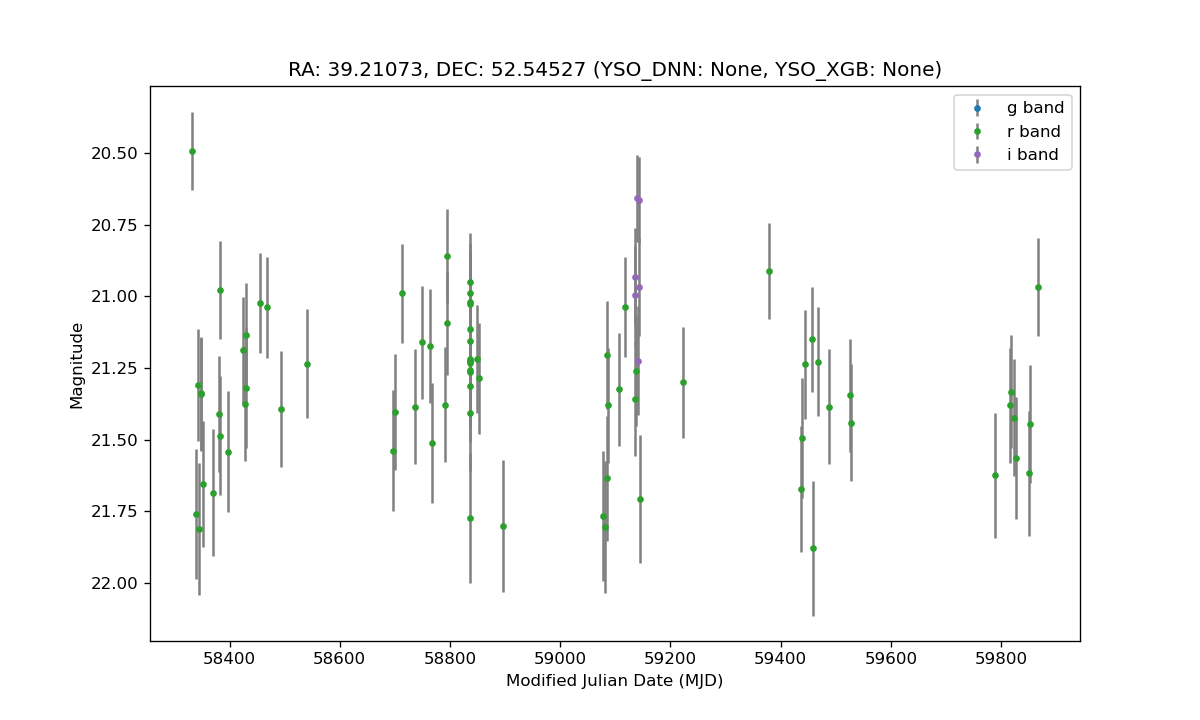 RA: 39.21073, DEC: 52.54527 (YSO_DNN: None, YSO_XGB: None)
g band
r band
i band
20.50
20.75
21.00
21.25
21.50
21.75
22.00
Magnitude
58400
58600
58800
59000
59200
59400
59600
59800
Modified Julian Date (MJD)